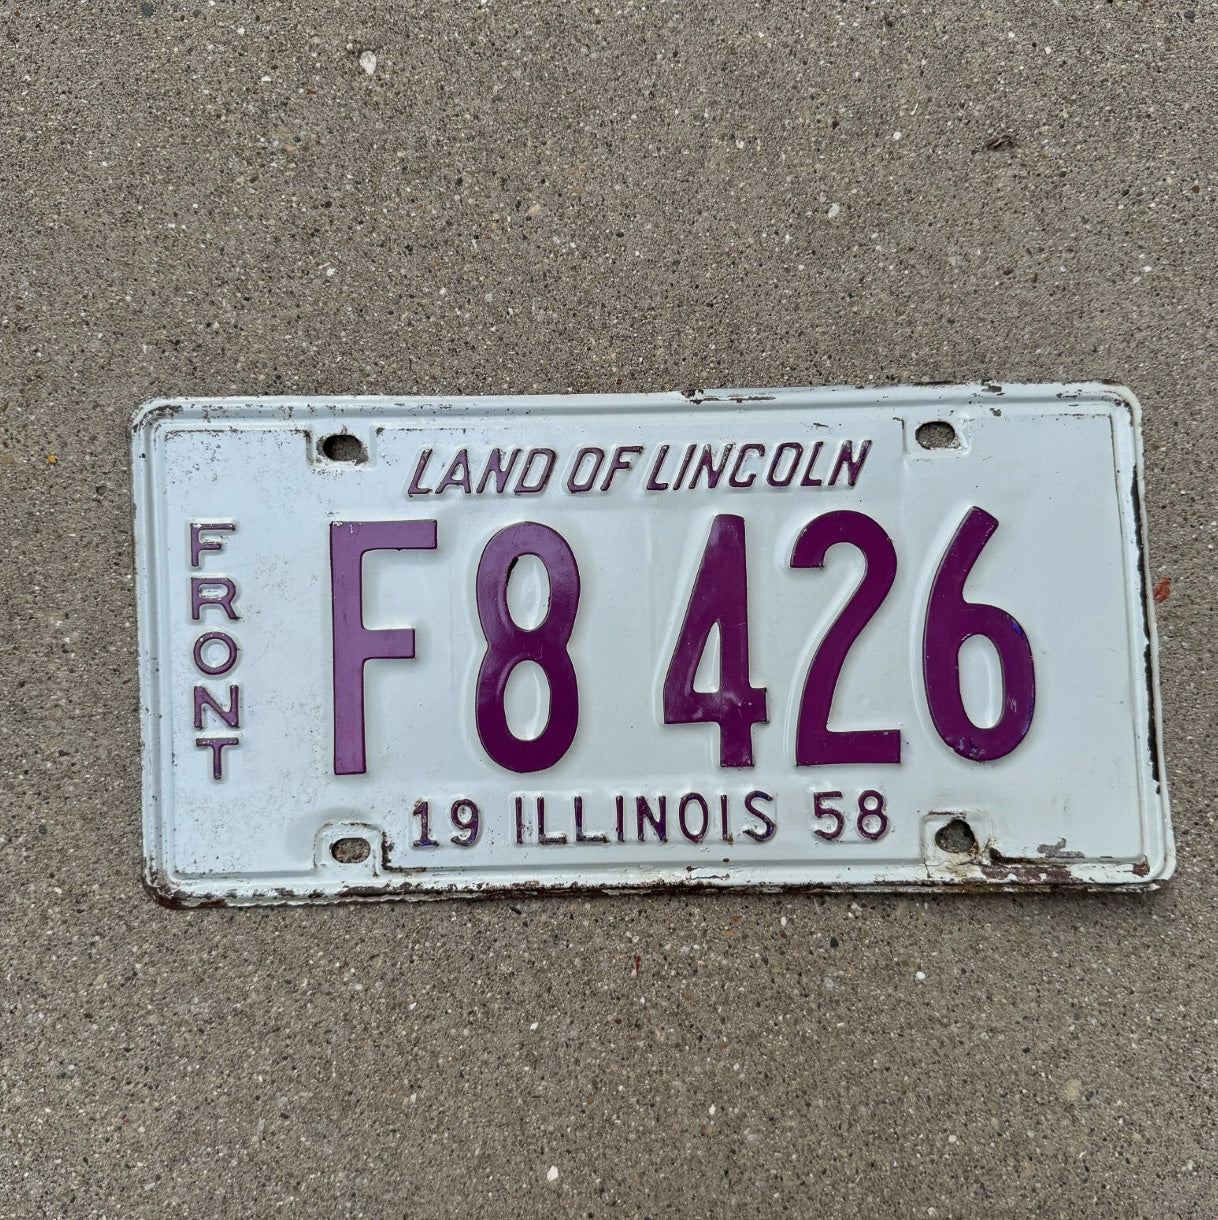 LAND OF LINCOLN
FRONT
F8 426
19 ILLINOIS 58